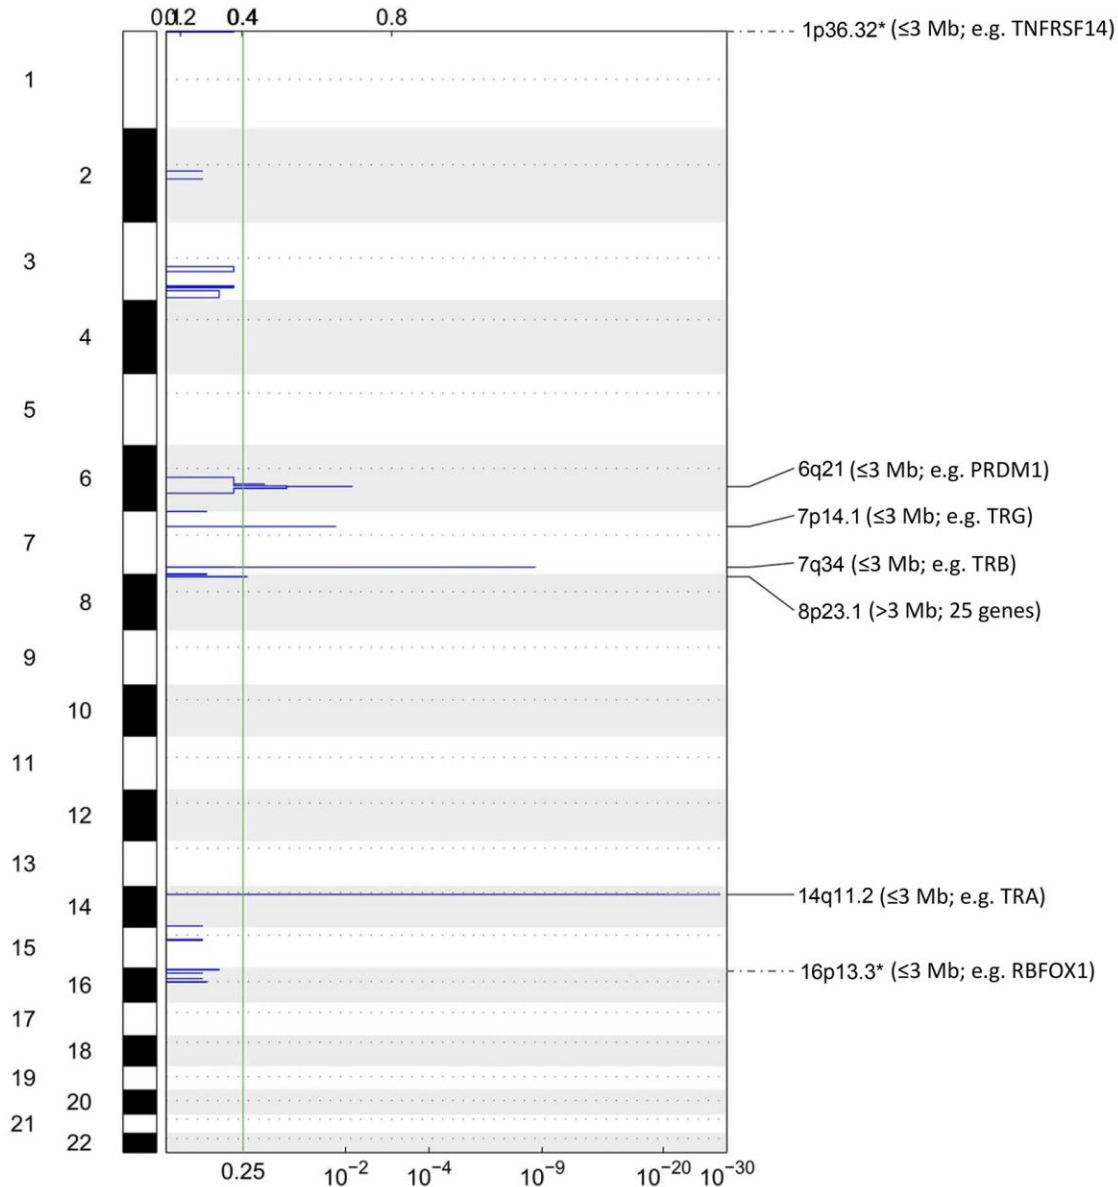 0.1 0.2 0.4 0.8
1p36.32* (≤3 Mb; e.g. TNFRSF14)
1
2
3
4
5
6
6q21 (≤3 Mb; e.g. PRDM1)
7p14.1 (≤3 Mb; e.g. TRG)
7
7q34 (≤3 Mb; e.g. TRB)
8
8p23.1 (>3 Mb; 25 genes)
9
10
11
12
13
14q11.2 (≤3 Mb; e.g. TRA)
14
15
16p13.3* (≤3 Mb; e.g. RBFOX1)
16
17
18
19
20
21
22
0.25 10⁻² 10⁻⁴ 10⁻⁹ 10⁻²⁰ 10⁻³⁰